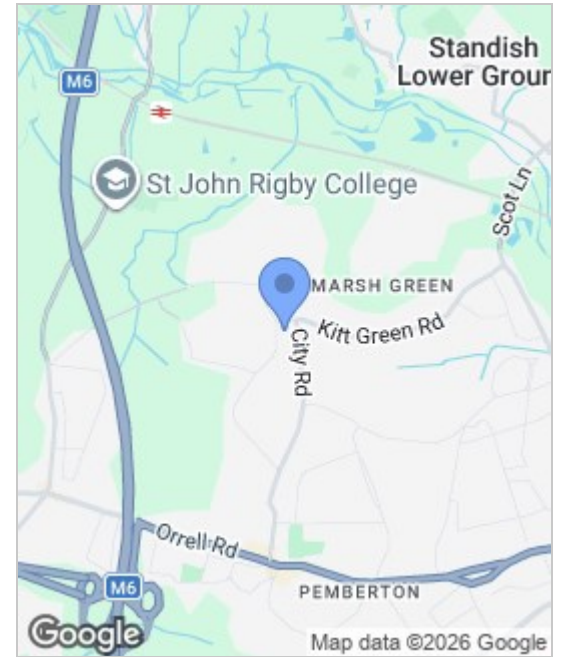 Standish
Lower Groun
M6
St John Rigby College
Scot Ln
MARSH GREEN
Kitt Green Rd
City Rd
Orrell Rd
M6
PEMBERTON
Google
Map data ©2026 Google